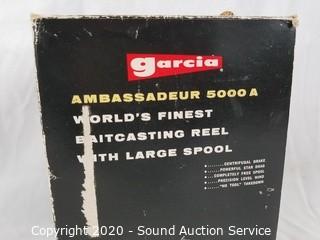 garcia
AMBASSADEUR 5000 A
WORLD'S FINEST
BAITCASTING REEL
WITH LARGE SPOOL
........CENTRIFUGAL BRAKE
........POWERFUL STAR DRAG
....COMPLETELY FREE SPOOL
......PRECISION LEVEL WIND
......"NO TOOL" TAKEDOWN
Copyright 2020 - Sound Auction Service